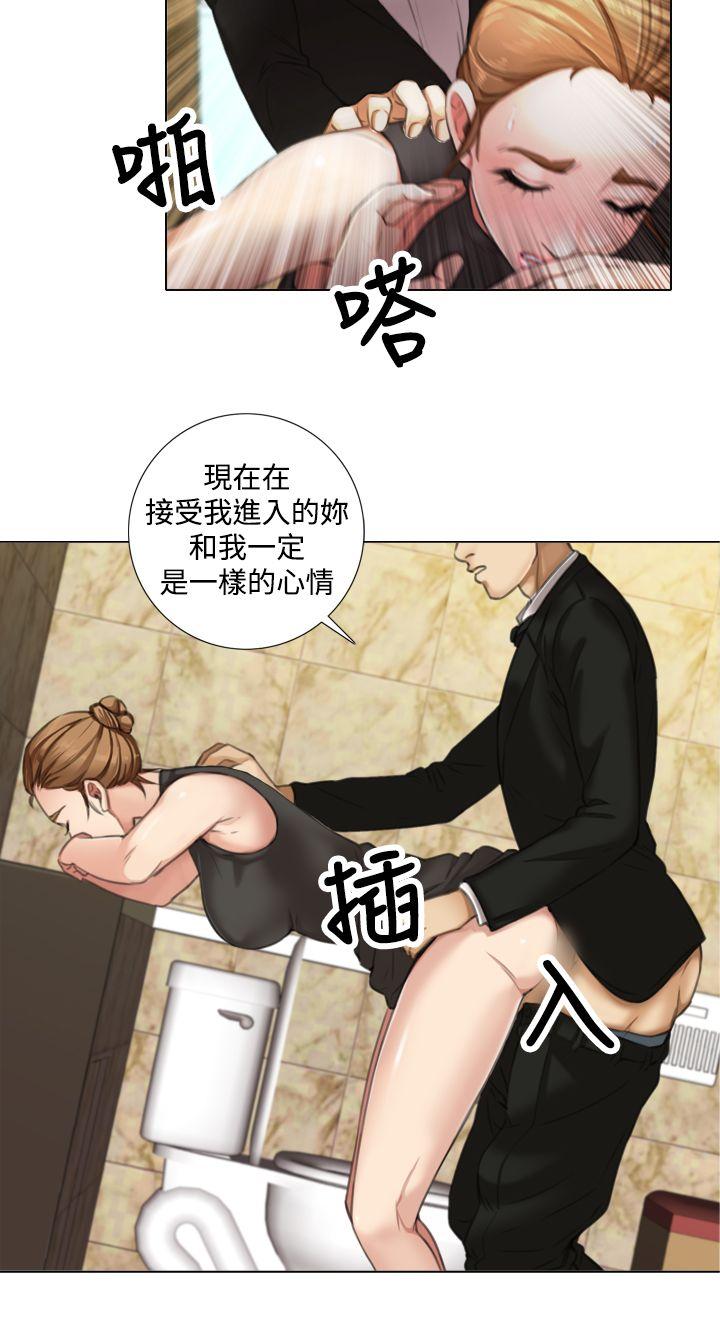 啪
嗒
現在在
接受我進入的妳
和我一定
是一樣的心情
插
入